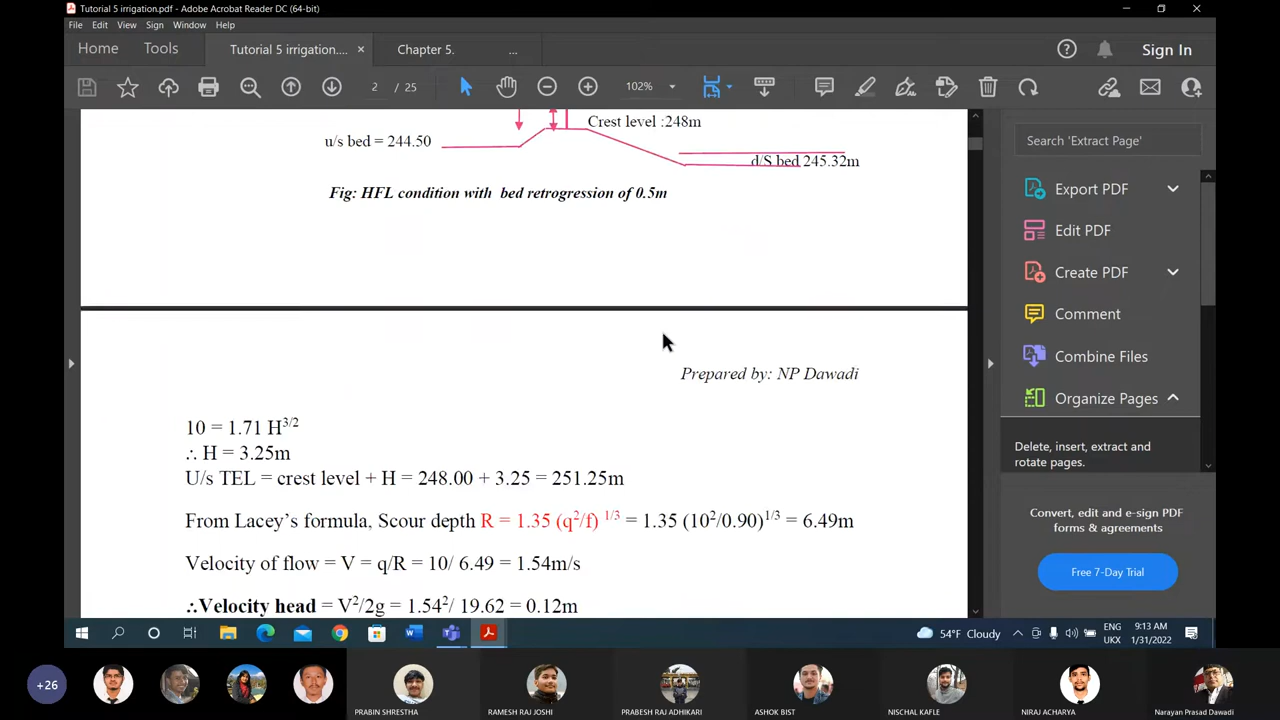 Tutorial 5 irrigation.pdf - Adobe Acrobat Reader DC (64-bit)
File Edit View Sign Window Help
Home Tools Tutorial 5 irrigation.... × Chapter 5. ... Sign In
2 / 25 102%
Crest level :248m
u/s bed = 244.50
d/S bed 245.32m
Fig: HFL condition with bed retrogression of 0.5m
Prepared by: NP Dawadi
10 = 1.71 H^3/2
∴ H = 3.25m
U/s TEL = crest level + H = 248.00 + 3.25 = 251.25m
From Lacey’s formula, Scour depth R = 1.35 (q²/f) ^1/3 = 1.35 (10²/0.90)^1/3 = 6.49m
Velocity of flow = V = q/R = 10/ 6.49 = 1.54m/s
∴Velocity head = V²/2g = 1.54²/ 19.62 = 0.12m
Search 'Extract Page'
Export PDF
Edit PDF
Create PDF
Comment
Combine Files
Organize Pages
Delete, insert, extract and
rotate pages.
Convert, edit and e-sign PDF
forms & agreements
Free 7-Day Trial
54°F Cloudy
ENG
UKX
9:13 AM
1/31/2022
+26
PRABIN SHRESTHA
RAMESH RAJ JOSHI
PRABESH RAJ ADHIKARI
ASHOK BIST
NISCHAL KAFLE
NIRAJ ACHARYA
Narayan Prasad Dawadi